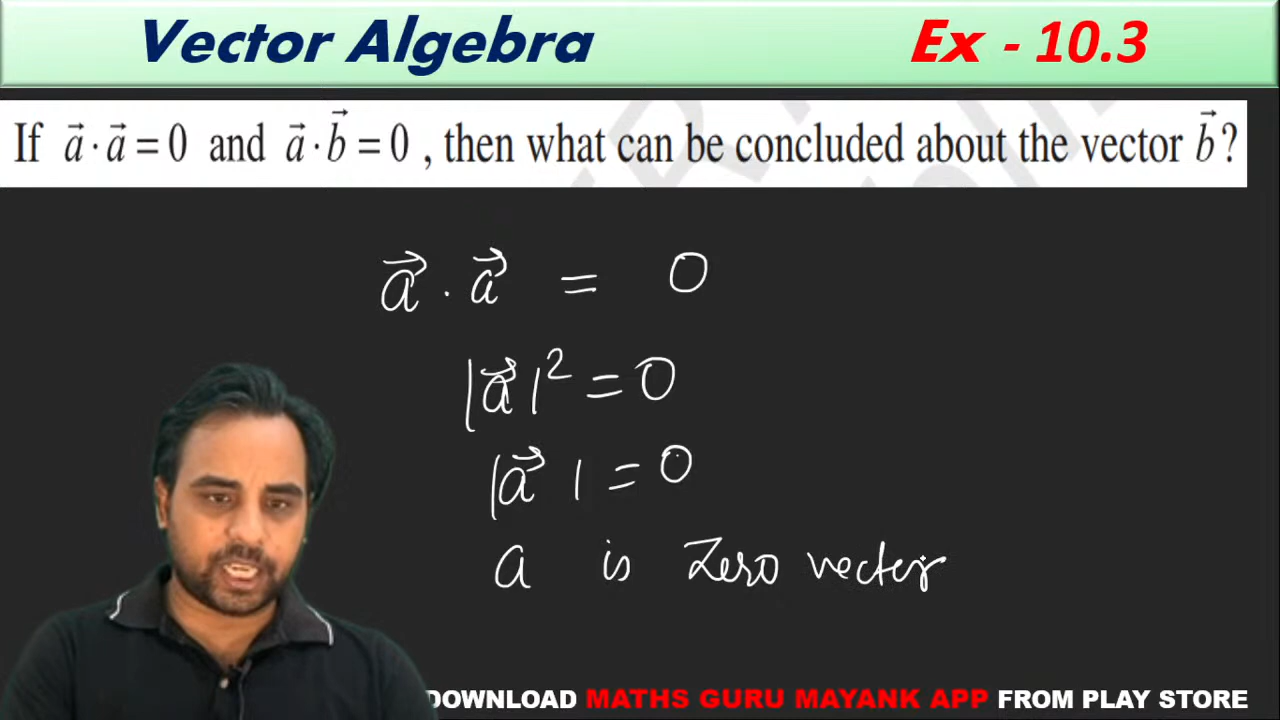 Vector Algebra Ex - 10.3
If a⃗ · a⃗ = 0 and a⃗ · b⃗ = 0 , then what can be concluded about the vector b⃗ ?
a⃗ . a⃗ = 0
|a⃗|² = 0
|a⃗| = 0
a is Zero vector
DOWNLOAD MATHS GURU MAYANK APP FROM PLAY STORE